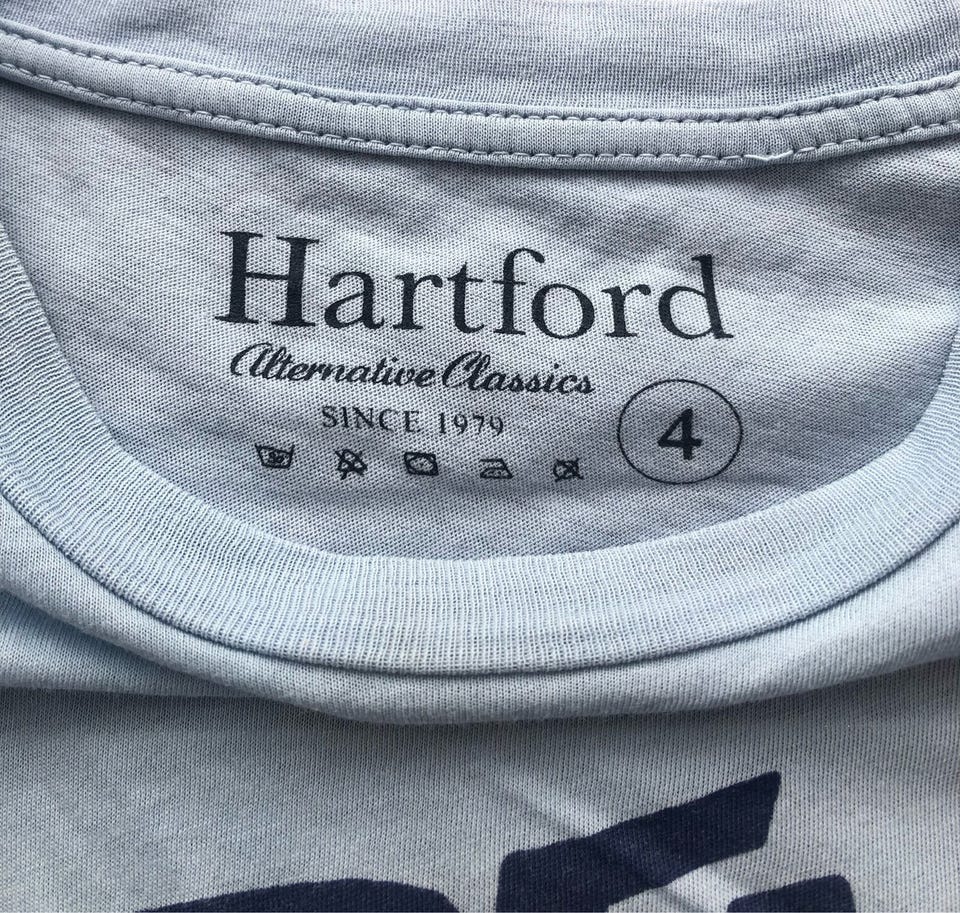 Hartford
Alternative Classics
SINCE 1979
4